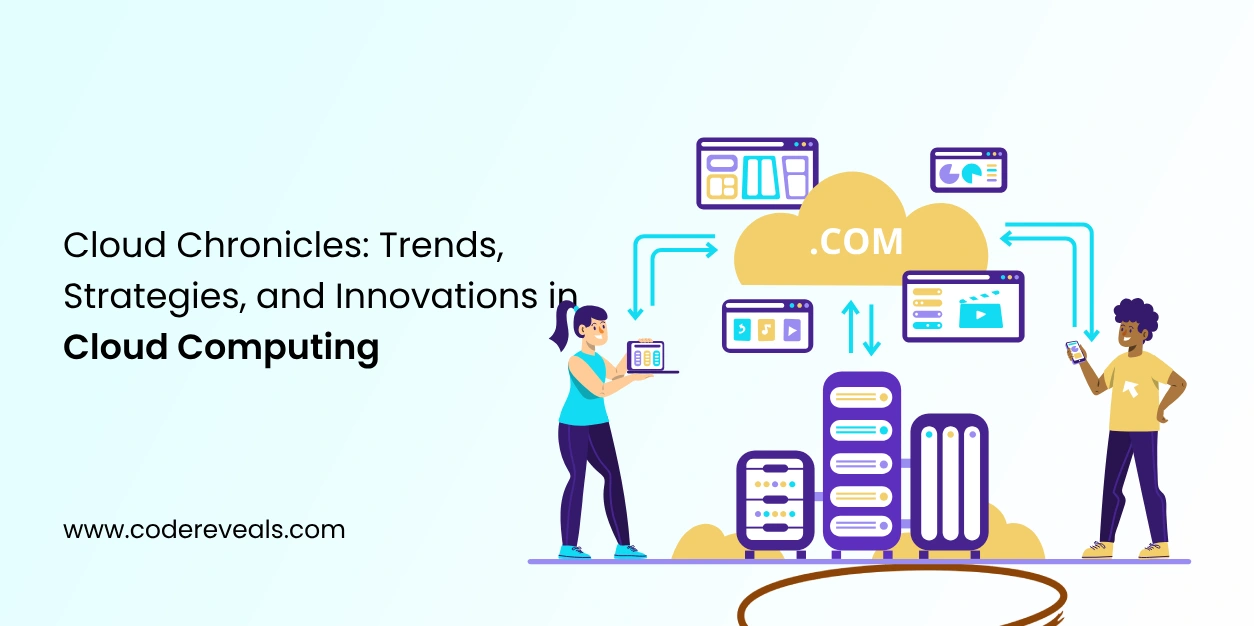 Cloud Chronicles: Trends,
Strategies, and Innovations in
Cloud Computing
www.codereveals.com
.COM